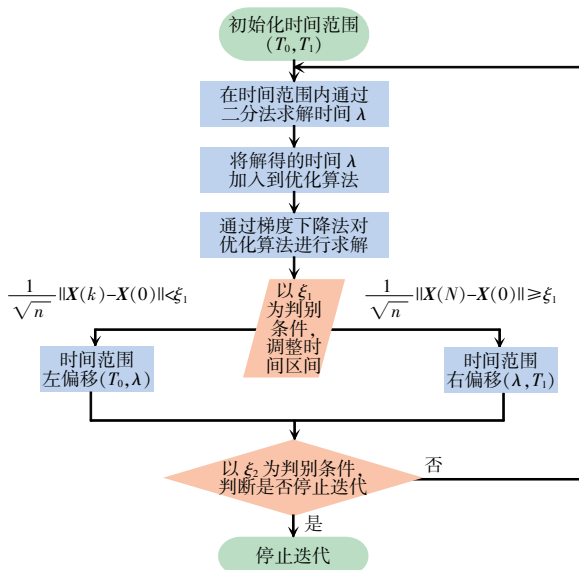 初始化时间范围
(T₀,T₁)
在时间范围内通过
二分法求解时间 λ
将解得的时间 λ
加入到优化算法
通过梯度下降法对
优化算法进行求解
1/√n ||X(k)-X(0)||<ξ₁
以 ξ₁
为判别
条件,
调整时
间区间
1/√n ||X(N)-X(0)||≥ξ₁
时间范围
左偏移(T₀,λ)
时间范围
右偏移(λ,T₁)
以 ξ₂ 为判别条件,
判断是否停止迭代
否
是
停止迭代